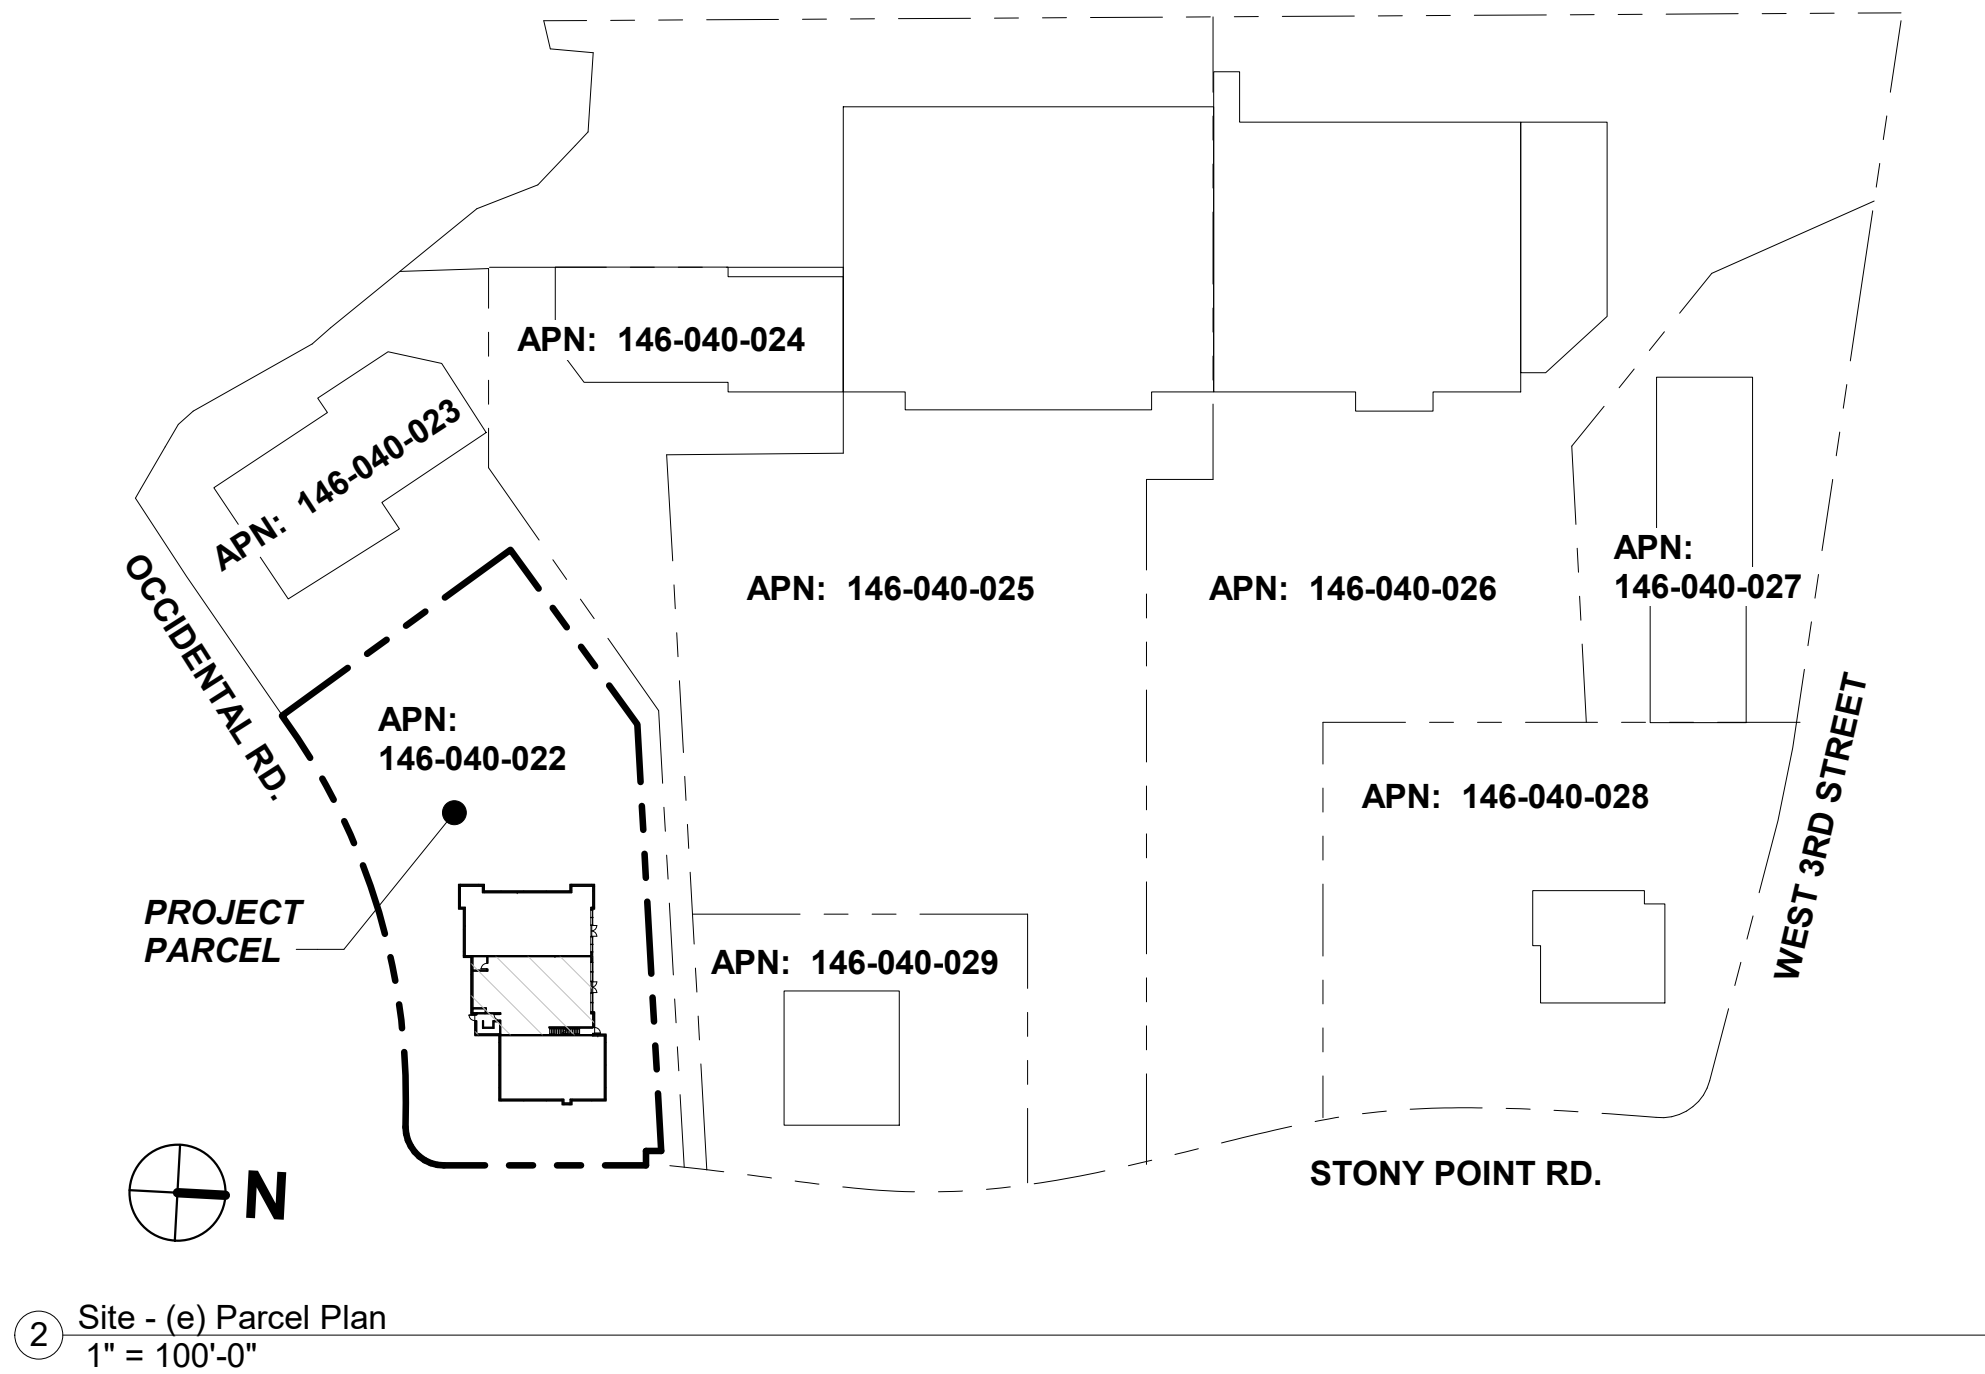 APN: 146-040-024
APN: 146-040-023
OCCIDENTAL RD.
APN: 146-040-025
APN: 146-040-026
APN:
146-040-027
APN:
146-040-022
APN: 146-040-028
WEST 3RD STREET
PROJECT
PARCEL
APN: 146-040-029
STONY POINT RD.
N
2 Site - (e) Parcel Plan
1" = 100'-0"